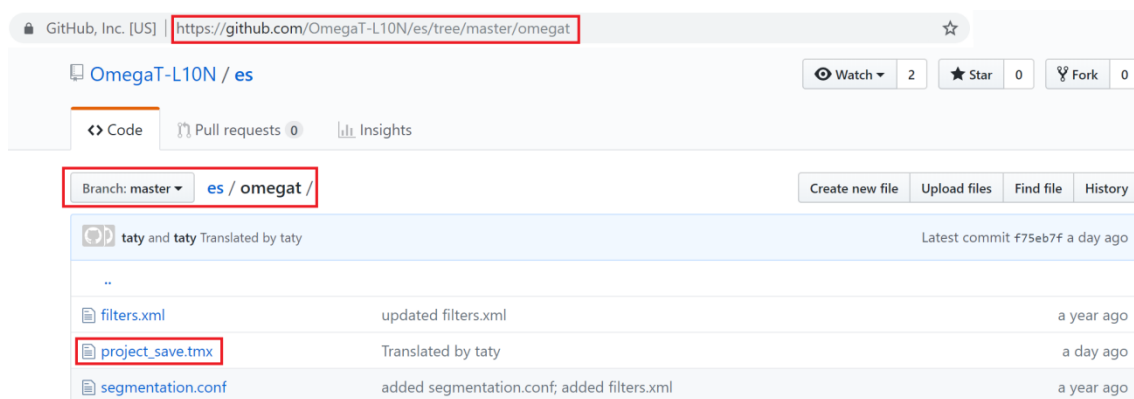 GitHub, Inc. [US] | https://github.com/OmegaT-L10N/es/tree/master/omegat
OmegaT-L10N / es
Watch 2 Star 0 Fork 0
Code Pull requests 0 Insights
Branch: master es / omegat /
Create new file Upload files Find file History
taty and taty Translated by taty Latest commit f75eb7f a day ago
..
filters.xml updated filters.xml a year ago
project_save.tmx Translated by taty a day ago
segmentation.conf added segmentation.conf; added filters.xml a year ago